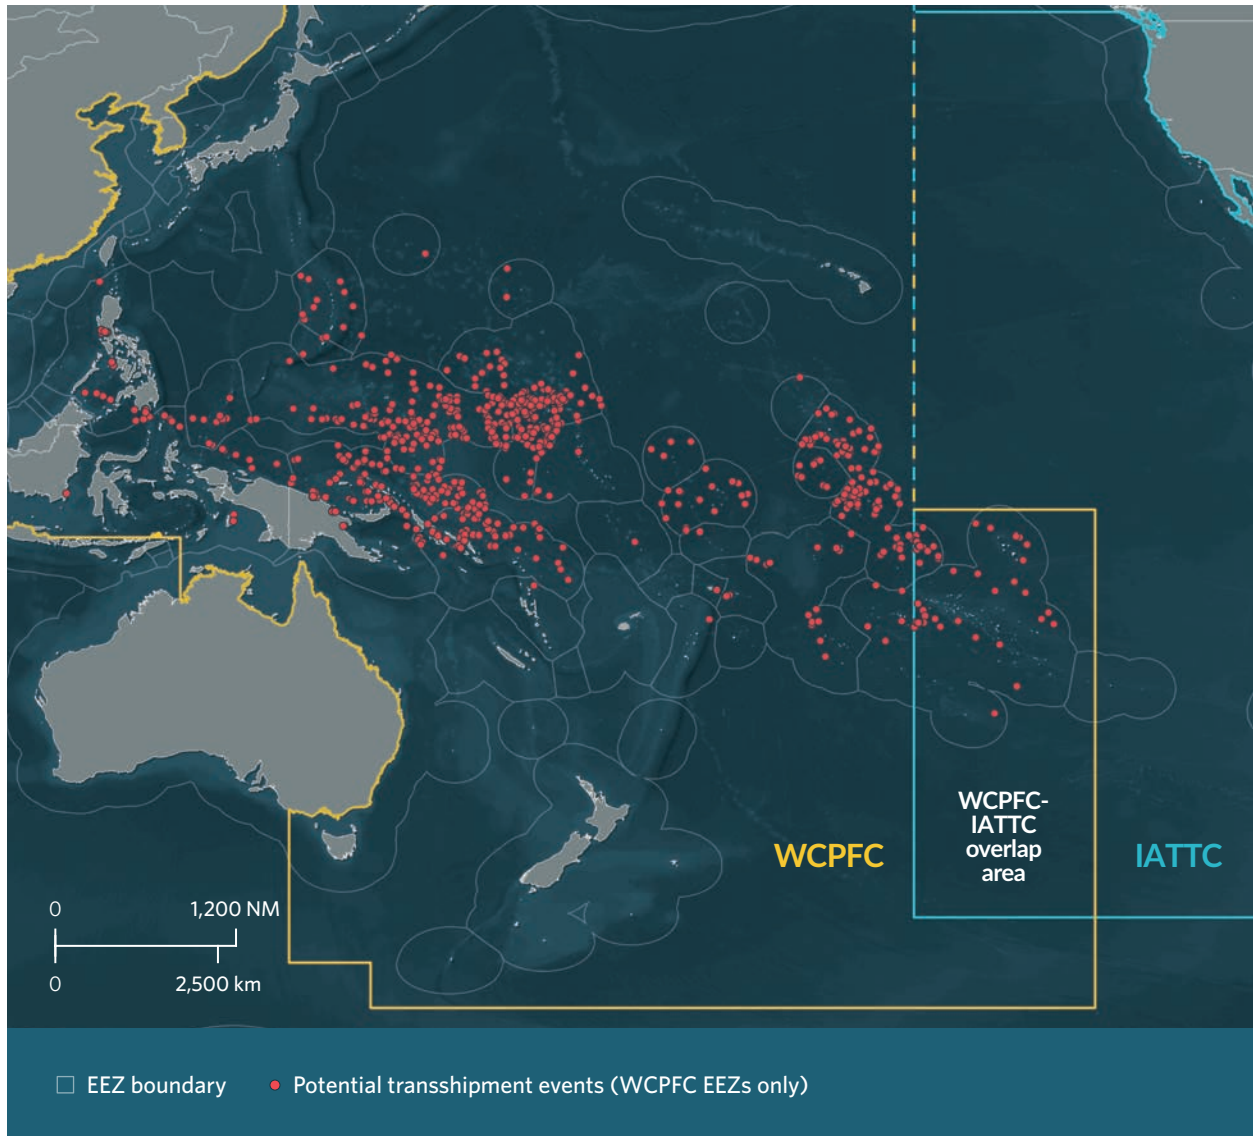 WCPFC-
IATTC
overlap
area
WCPFC
IATTC
0 1,200 NM
0 2,500 km
EEZ boundary
Potential transshipment events (WCPFC EEZs only)